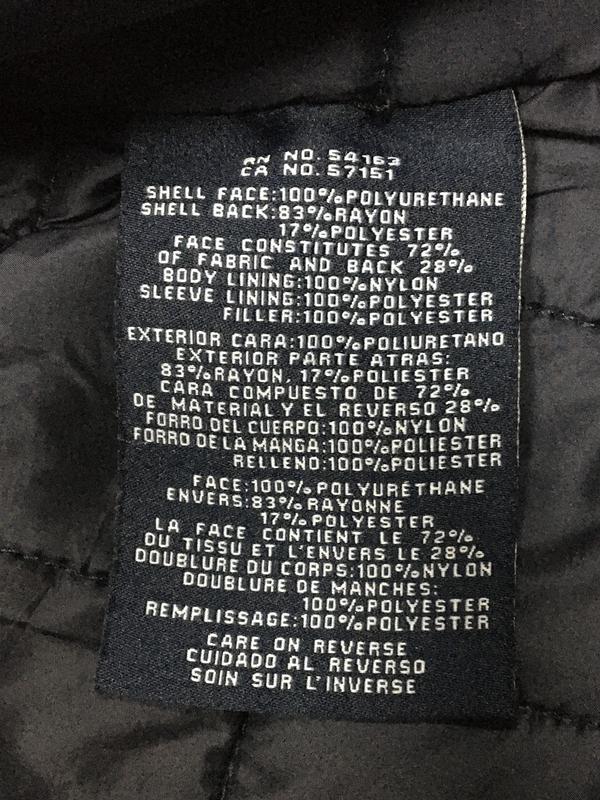 RN NO. 54163
CA NO. 57151
SHELL FACE:100%POLYURETHANE
SHELL BACK:83%RAYON
17%POLYESTER
FACE CONSTITUTES 72%
OF FABRIC AND BACK 28%
BODY LINING:100%NYLON
SLEEVE LINING:100%POLYESTER
FILLER:100%POLYESTER
EXTERIOR CARA:100%POLIURETANO
EXTERIOR PARTE ATRAS:
83%RAYON, 17%POLIESTER
CARA COMPUESTO DE 72%
DE MATERIAL Y EL REVERSO 28%
FORRO DEL CUERPO:100%NYLON
FORRO DE LA MANGA:100%POLIESTER
RELLENO:100%POLIESTER
FACE:100%POLYURÉTHANE
ENVERS:83%RAYONNE
17%POLYESTER
LA FACE CONTIENT LE 72%
DU TISSU ET L'ENVERS LE 28%
DOUBLURE DU CORPS:100%NYLON
DOUBLURE DE MANCHES:
100%POLYESTER
REMPLISSAGE:100%POLYESTER
CARE ON REVERSE
CUIDADO AL REVERSO
SOIN SUR L'INVERSE